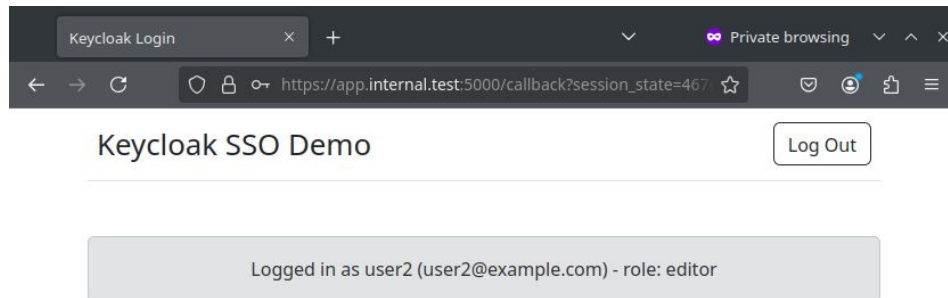 Keycloak Login
Private browsing
https://app.internal.test:5000/callback?session_state=467
Keycloak SSO Demo
Log Out
Logged in as user2 (user2@example.com) - role: editor